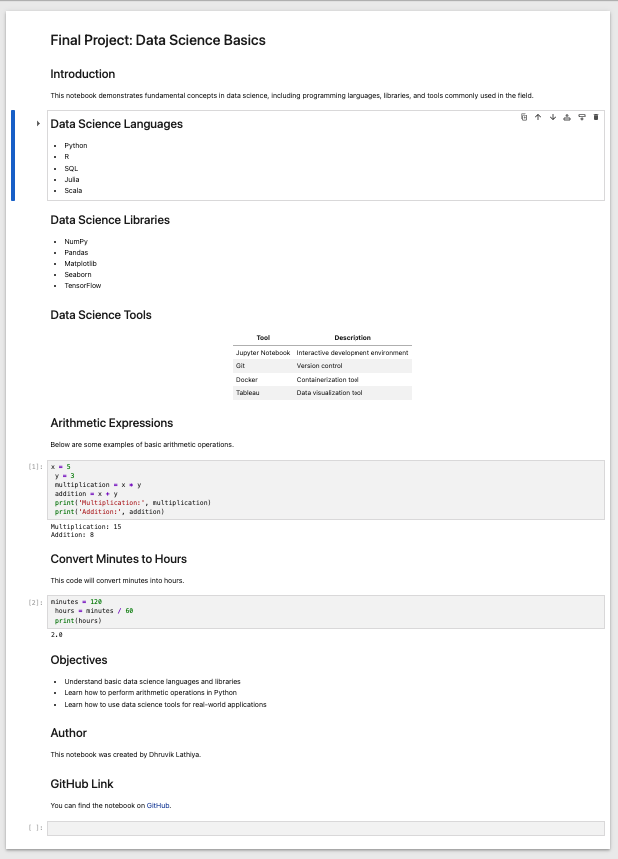 Final Project: Data Science Basics
Introduction
This notebook demonstrates fundamental concepts in data science, including programming languages, libraries, and tools commonly used in the field.
Data Science Languages
• Python
• R
• SQL
• Julia
• Scala
Data Science Libraries
• NumPy
• Pandas
• Matplotlib
• Seaborn
• TensorFlow
Data Science Tools
Tool Description
Jupyter Notebook Interactive development environment
Git Version control
Docker Containerization tool
Tableau Data visualization tool
Arithmetic Expressions
Below are some examples of basic arithmetic operations.
[1]: x = 5
y = 3
multiplication = x * y
addition = x + y
print('Multiplication:', multiplication)
print('Addition:', addition)
Multiplication: 15
Addition: 8
Convert Minutes to Hours
This code will convert minutes into hours.
[2]: minutes = 120
hours = minutes / 60
print(hours)
2.0
Objectives
• Understand basic data science languages and libraries
• Learn how to perform arithmetic operations in Python
• Learn how to use data science tools for real-world applications
Author
This notebook was created by Dhruvik Lathiya.
GitHub Link
You can find the notebook on GitHub.
[ ]: